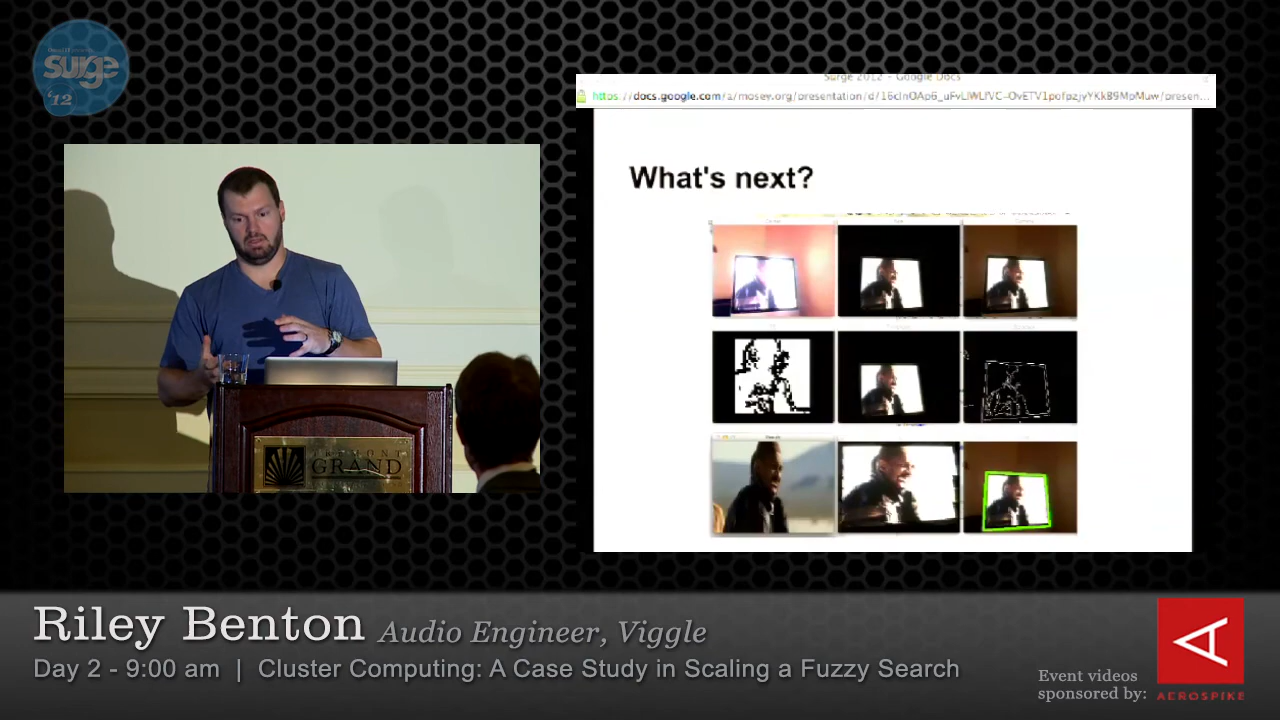 surge
'12
Surge 2012 - Google Docs
What's next?
TREMONT
GRAND
Riley Benton Audio Engineer, Viggle
Day 2 - 9:00 am | Cluster Computing: A Case Study in Scaling a Fuzzy Search
Event videos
sponsored by:
AEROSPIKE